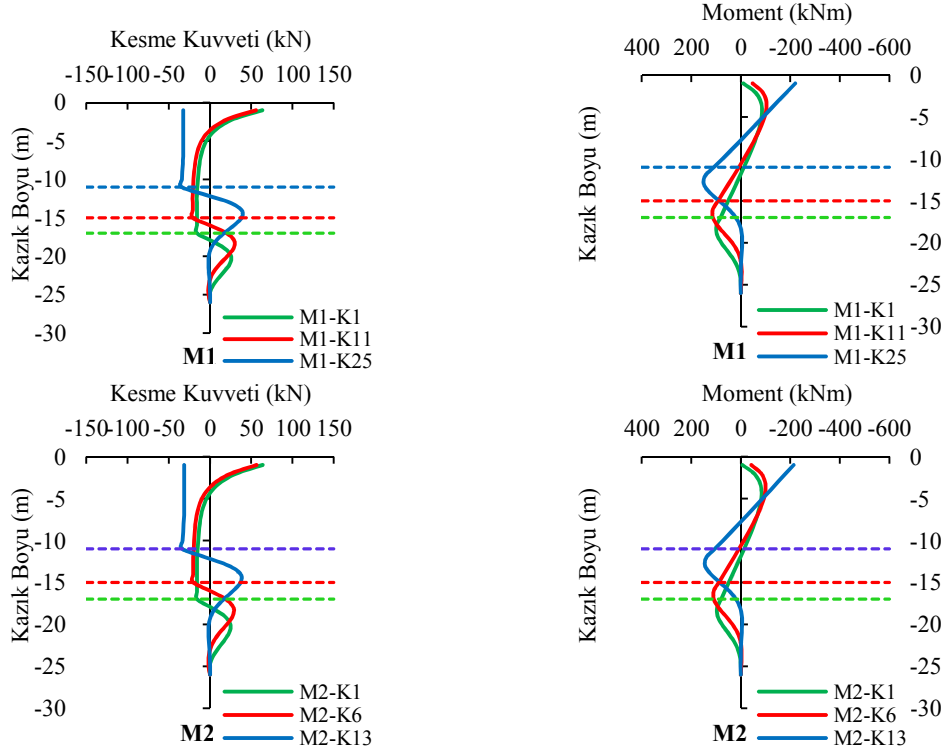 Kesme Kuvveti (kN)
-150 -100 -50 0 50 100 150
0
-5
-10
-15
-20
-25
-30
Kazık Boyu (m)
M1-K1
M1-K11
M1-K25
M1
Moment (kNm)
400 200 0 -200 -400 -600
0
-5
-10
-15
-20
-25
-30
Kazık Boyu (m)
M1-K1
M1-K11
M1-K25
M1
Kesme Kuvveti (kN)
-150 -100 -50 0 50 100 150
0
-5
-10
-15
-20
-25
-30
Kazık Boyu (m)
M2-K1
M2-K6
M2-K13
M2
Moment (kNm)
400 200 0 -200 -400 -600
0
-5
-10
-15
-20
-25
-30
Kazık Boyu (m)
M2-K1
M2-K6
M2-K13
M2